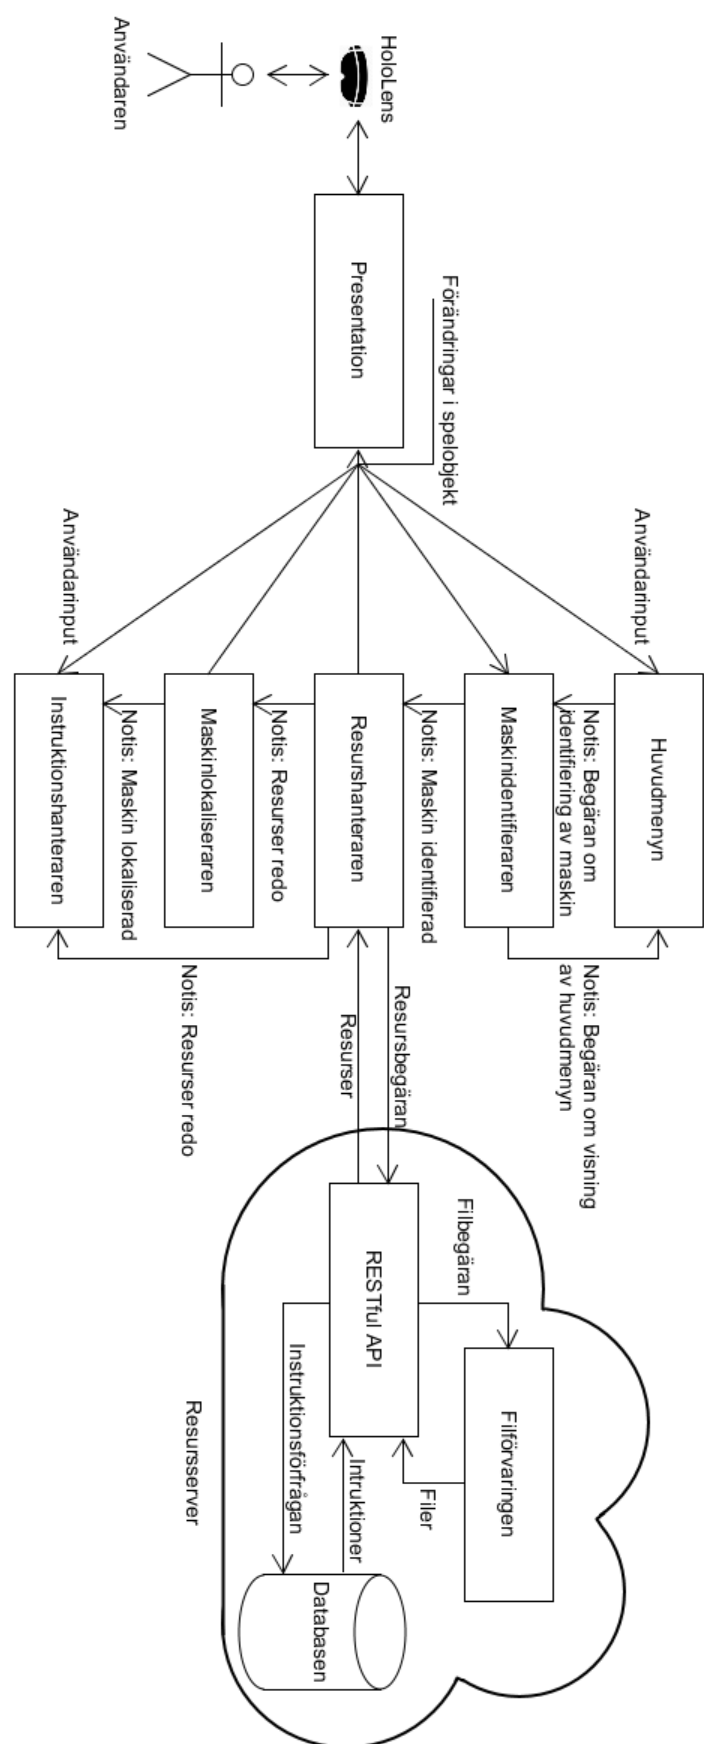 HoloLens
Användaren
Presentation
Förändringar i spelobjekt
Användarinput
Användarinput
Huvudmenyn
Notis: Begäran om
identifiering av maskin
Maskinidentifieraren
Notis: Begäran om visning
av huvudmenyn
Notis: Maskin identifierad
Resurshanteraren
Notis: Resurser redo
Maskinlokaliseraren
Notis: Maskin lokaliserad
Instruktionshanteraren
Notis: Resurser redo
Resursbegäran
Resurser
RESTful API
Filbegäran
Filförvaringen
Filer
Instruktionsförfrågan
Intruktioner
Databasen
Resursserver